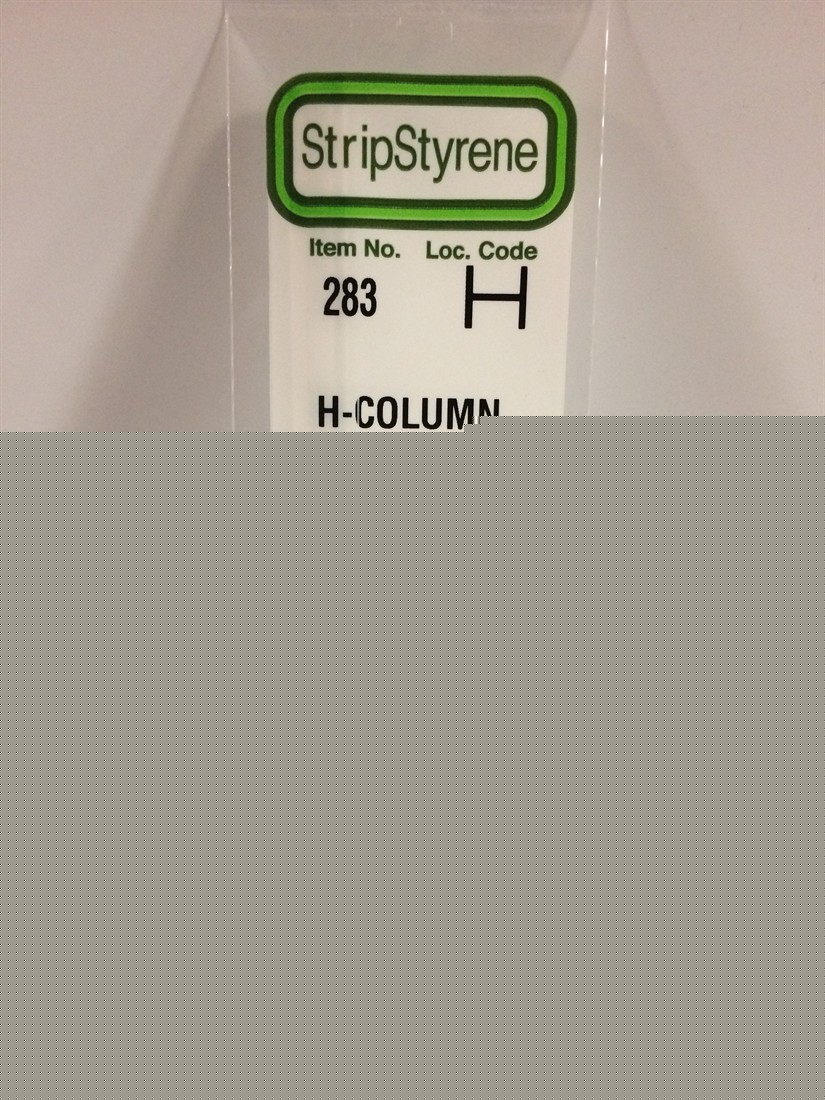 StripStyrene
Item No. Loc. Code
283 H
H-COLUMN